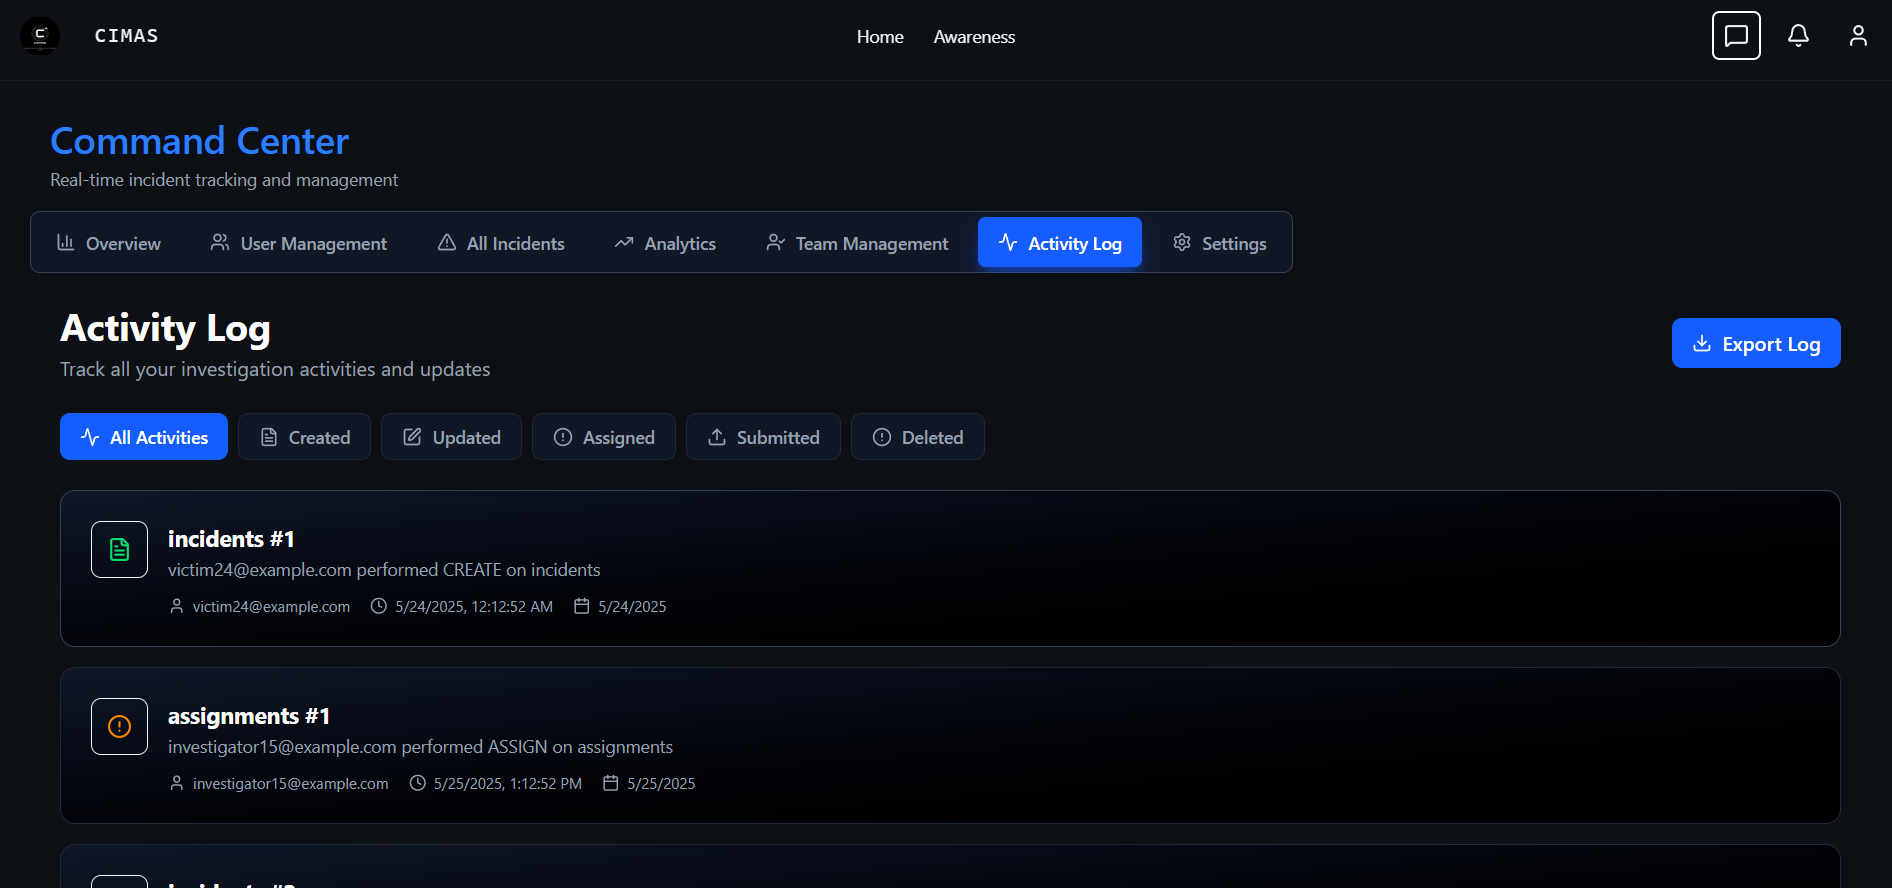 CIMAS
Home Awareness
Command Center
Real-time incident tracking and management
Overview User Management All Incidents Analytics Team Management Activity Log Settings
Activity Log
Track all your investigation activities and updates
Export Log
All Activities Created Updated Assigned Submitted Deleted
incidents #1
victim24@example.com performed CREATE on incidents
victim24@example.com 5/24/2025, 12:12:52 AM 5/24/2025
assignments #1
investigator15@example.com performed ASSIGN on assignments
investigator15@example.com 5/25/2025, 1:12:52 PM 5/25/2025